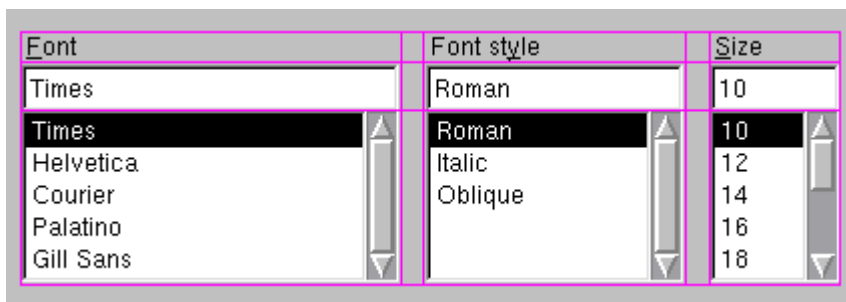 Font Font style Size
Times Roman 10
Times Roman 10
Helvetica Italic 12
Courier Oblique 14
Palatino 16
Gill Sans 18